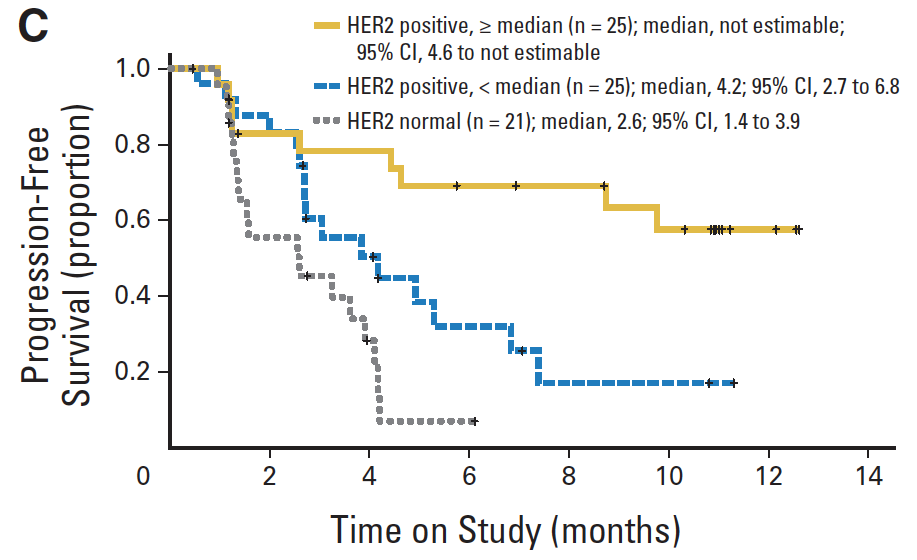 C
HER2 positive, ≥ median (n = 25); median, not estimable;
95% CI, 4.6 to not estimable
HER2 positive, < median (n = 25); median, 4.2; 95% CI, 2.7 to 6.8
HER2 normal (n = 21); median, 2.6; 95% CI, 1.4 to 3.9
Progression-Free
Survival (proportion)
1.0
0.8
0.6
0.4
0.2
0 2 4 6 8 10 12 14
Time on Study (months)